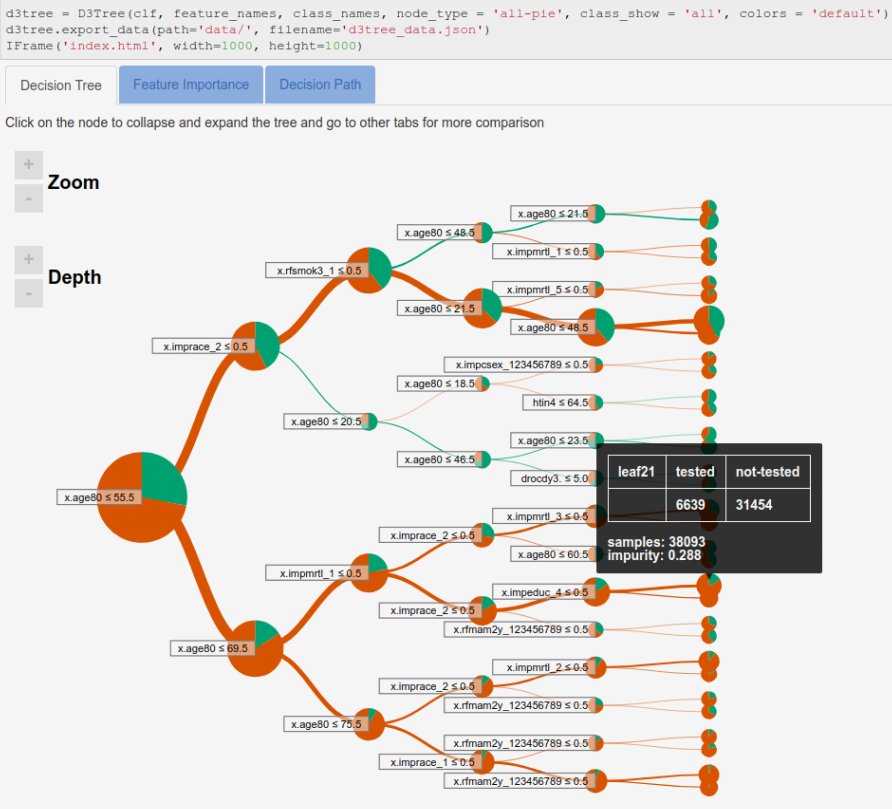 d3tree = D3Tree(clf, feature_names, class_names, node_type = 'all-pie', class_show = 'all', colors = 'default')
d3tree.export_data(path='data/', filename='d3tree_data.json')
IFrame('index.html', width=1000, height=1000)
Decision Tree Feature Importance Decision Path
Click on the node to collapse and expand the tree and go to other tabs for more comparison
+
Zoom
-
+
Depth
-
x.age80 ≤ 21.5
x.age80 ≤ 48.5
x.impmrtl_1 ≤ 0.5
x.rfsmok3_1 ≤ 0.5
x.impmrtl_5 ≤ 0.5
x.age80 ≤ 21.5
x.age80 ≤ 48.5
x.imprace_2 ≤ 0.5
x.impcsex_123456789 ≤ 0.5
x.age80 ≤ 18.5
htin4 ≤ 64.5
x.age80 ≤ 20.5
x.age80 ≤ 23.5
x.age80 ≤ 46.5
drocdy3. ≤ 5.0
x.age80 ≤ 55.5
leaf21 tested not-tested
6639 31454
samples: 38093
impurity: 0.288
x.impmrtl_3 ≤ 0.5
x.imprace_2 ≤ 0.5
x.age80 ≤ 60.5
x.impmrtl_1 ≤ 0.5
x.impeduc_4 ≤ 0.5
x.imprace_2 ≤ 0.5
x.rfmam2y_123456789 ≤ 0.5
x.age80 ≤ 69.5
x.impmrtl_2 ≤ 0.5
x.imprace_2 ≤ 0.5
x.rfmam2y_123456789 ≤ 0.5
x.age80 ≤ 75.5
x.rfmam2y_123456789 ≤ 0.5
x.imprace_1 ≤ 0.5
x.rfmam2y_123456789 ≤ 0.5